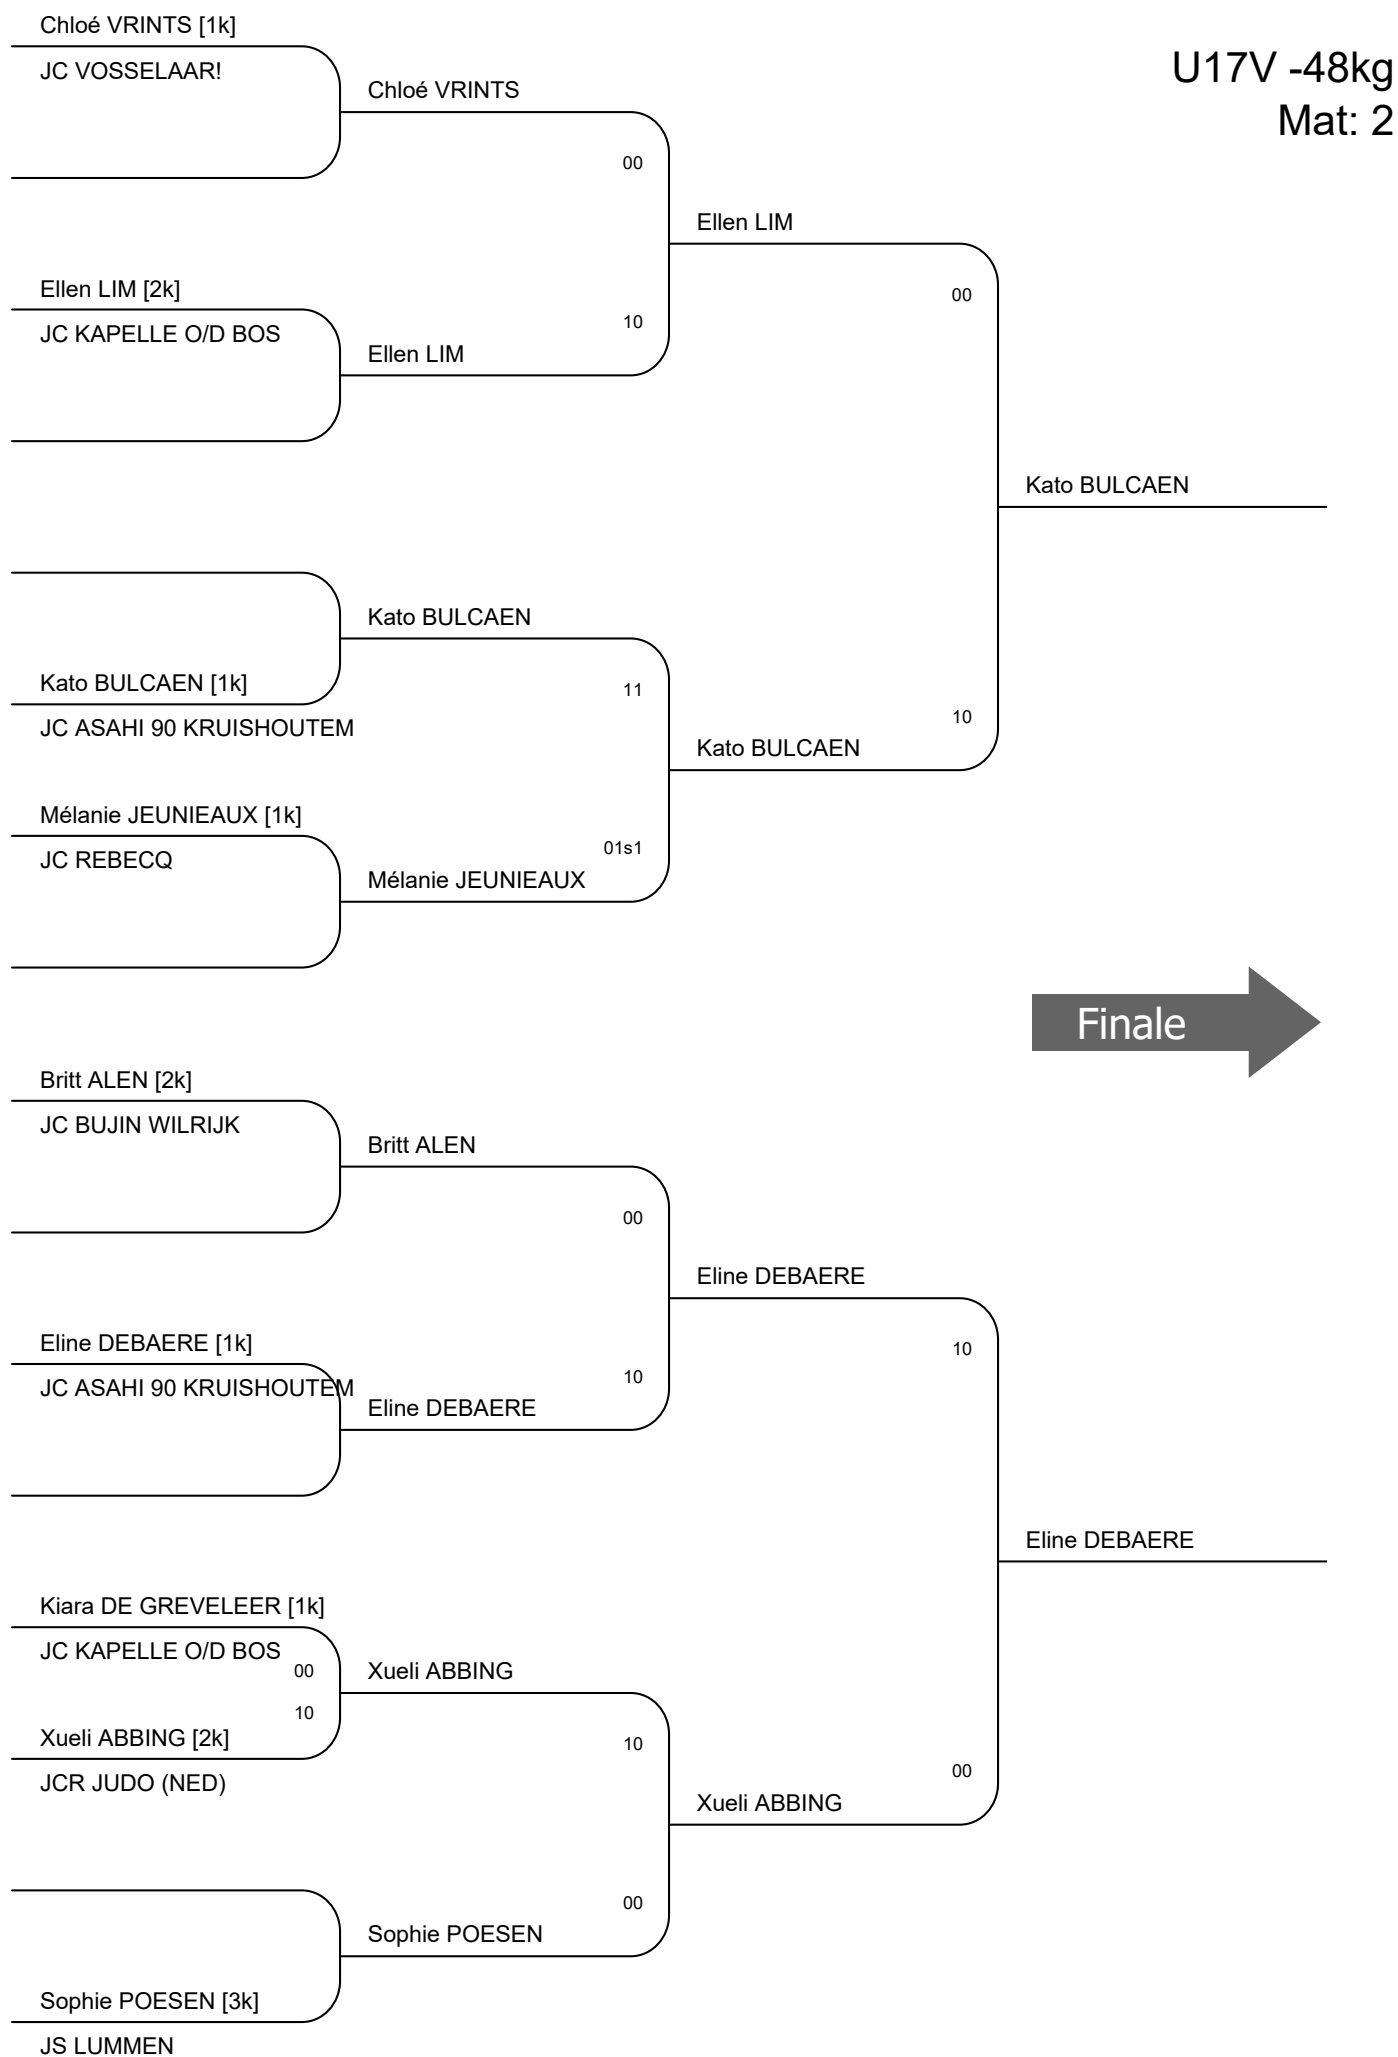 Chloé VRINTS [1k]
JC VOSSELAAR!
U17V -48kg
Mat: 2
Chloé VRINTS
00
Ellen LIM
Ellen LIM [2k]
JC KAPELLE O/D BOS
10
Ellen LIM
00
Kato BULCAEN
Kato BULCAEN
Kato BULCAEN [1k]
JC ASAHI 90 KRUISHOUTEM
11
10
Kato BULCAEN
Mélanie JEUNIEAUX [1k]
JC REBECQ
01s1
Mélanie JEUNIEAUX
Finale
Britt ALEN [2k]
JC BUJIN WILRIJK
Britt ALEN
00
Eline DEBAERE
Eline DEBAERE [1k]
JC ASAHI 90 KRUISHOUTEM
10
Eline DEBAERE
10
Eline DEBAERE
Kiara DE GREVELEER [1k]
JC KAPELLE O/D BOS
00
Xueli ABBING
10
Xueli ABBING [2k]
JCR JUDO (NED)
10
00
Xueli ABBING
00
Sophie POESEN
Sophie POESEN [3k]
JS LUMMEN